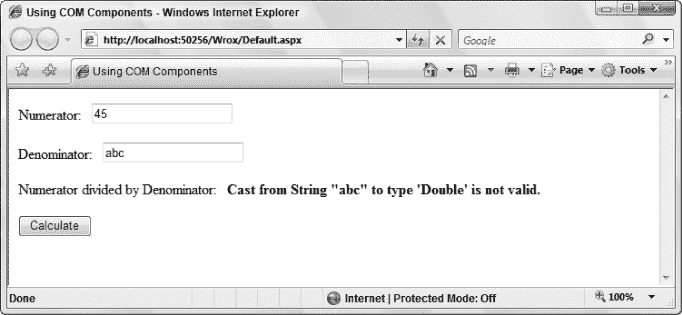 Using COM Components - Windows Internet Explorer
http://localhost:50256/Wrox/Default.aspx
Google
Using COM Components
Page
Tools
Numerator: 45
Denominator: abc
Numerator divided by Denominator: Cast from String "abc" to type 'Double' is not valid.
Calculate
Done
Internet | Protected Mode: Off
100%